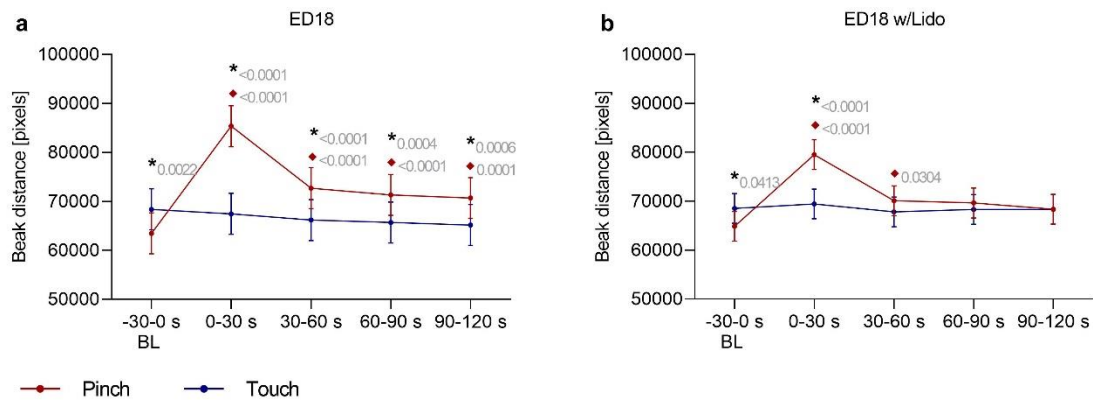 a
ED18
Beak distance [pixels]
100000
90000
80000
70000
60000
50000
* 0.0022
*
<0.0001
<0.0001
*
<0.0001
<0.0001
*
0.0004
<0.0001
*
0.0006
0.0001
-30-0 s
BL
0-30 s
30-60 s
60-90 s
90-120 s
b
ED18 w/Lido
Beak distance [pixels]
100000
90000
80000
70000
60000
50000
* 0.0413
*
<0.0001
<0.0001
0.0304
-30-0 s
BL
0-30 s
30-60 s
60-90 s
90-120 s
Pinch
Touch